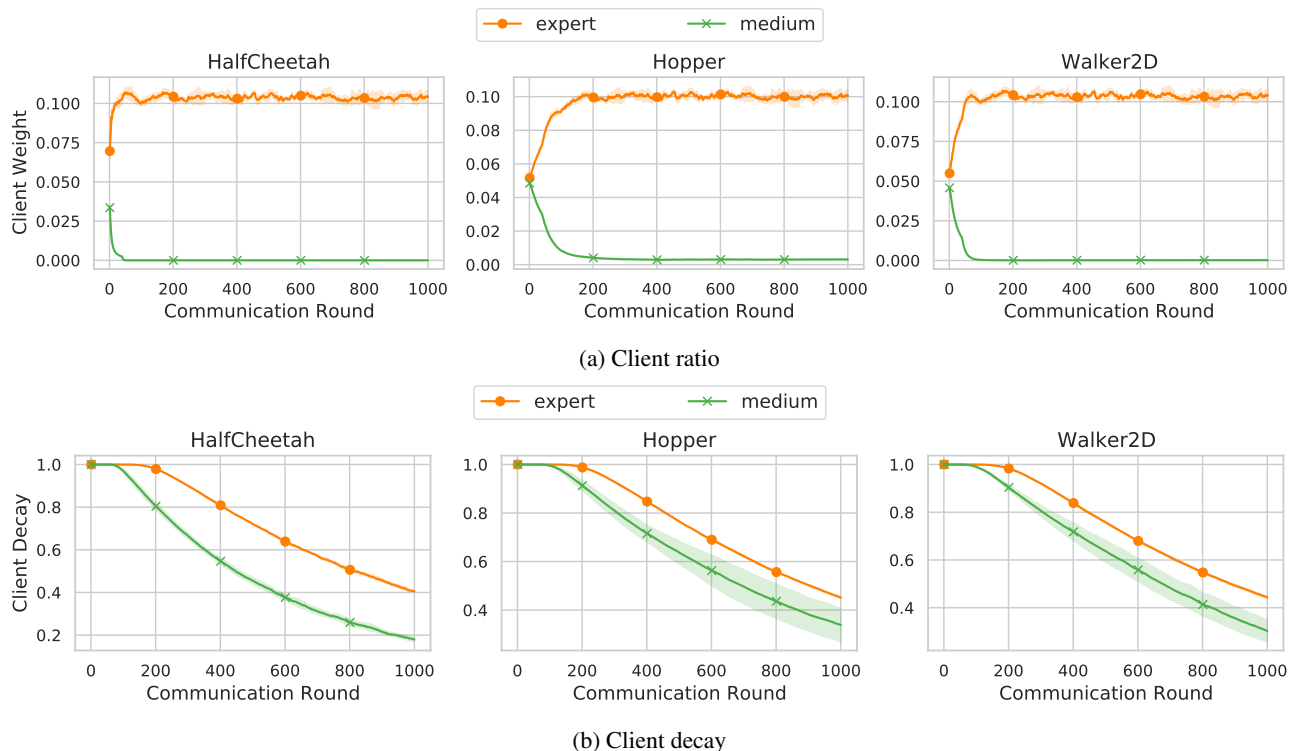 expert medium
HalfCheetah Hopper Walker2D
Client Weight
0.100
0.075
0.050
0.025
0.000
0 200 400 600 800 1000
Communication Round
0.10
0.08
0.06
0.04
0.02
0.00
0 200 400 600 800 1000
Communication Round
0.100
0.075
0.050
0.025
0.000
0 200 400 600 800 1000
Communication Round
(a) Client ratio
expert medium
HalfCheetah Hopper Walker2D
Client Decay
1.0
0.8
0.6
0.4
0.2
0 200 400 600 800 1000
Communication Round
1.0
0.8
0.6
0.4
0 200 400 600 800 1000
Communication Round
1.0
0.8
0.6
0.4
0 200 400 600 800 1000
Communication Round
(b) Client decay